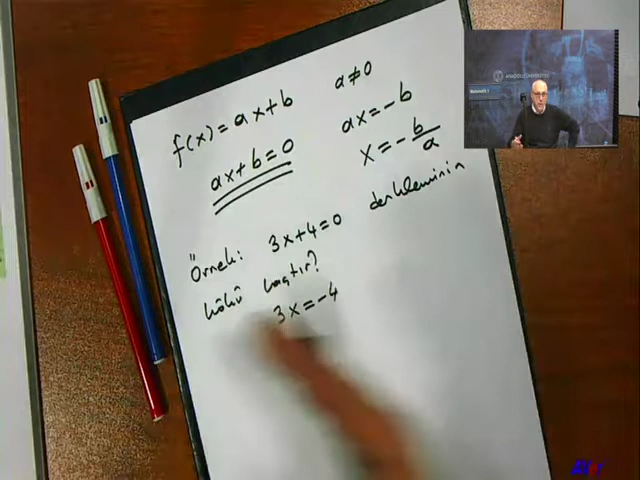 f(x)=ax+b
a≠0
ax+b=0
ax=-b
x=-b/a
Örnek: 3x+4=0 denkleminin
kökü kaçtır?
3x=-4